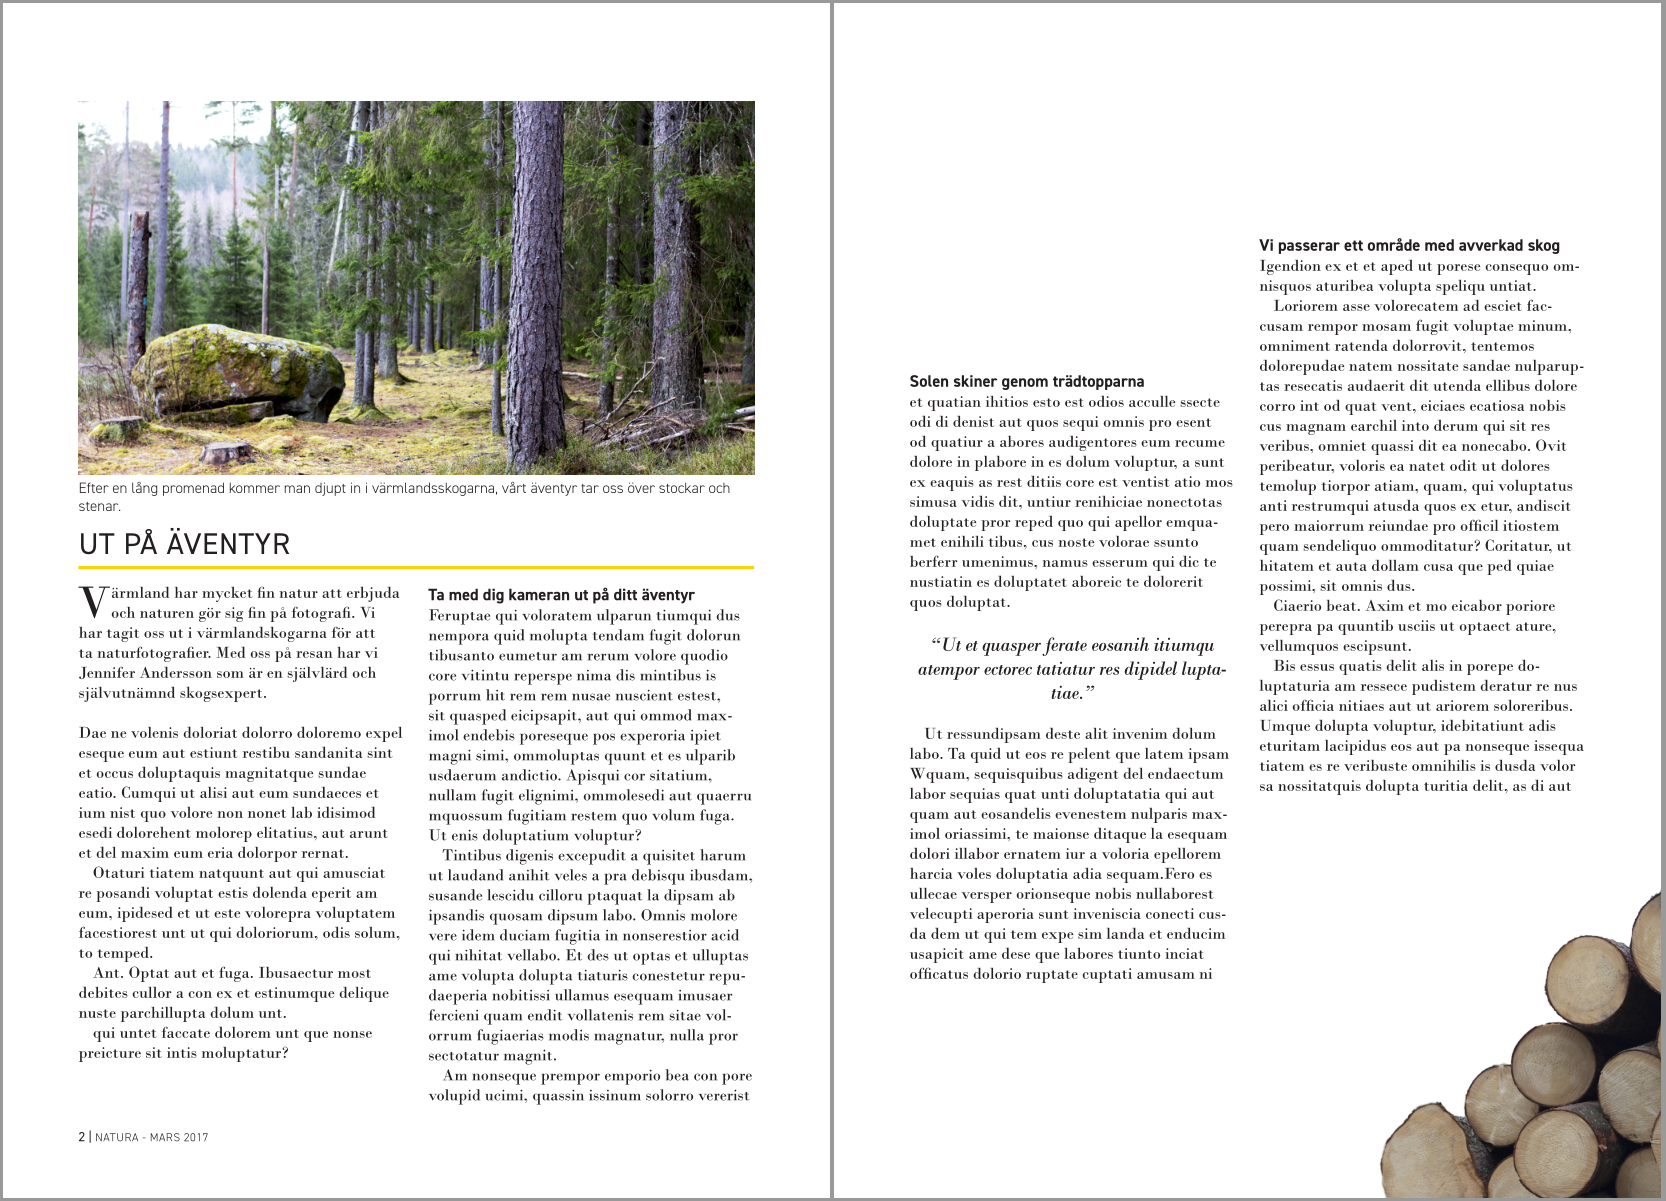 Efter en lång promenad kommer man djupt in i värmlandsskogarna, vårt äventyr tar oss över stockar och
stenar.
UT PÅ ÄVENTYR
Värmland har mycket fin natur att erbjuda
och naturen gör sig fin på fotografi. Vi
har tagit oss ut i värmlandskogarna för att
ta naturfotografier. Med oss på resan har vi
Jennifer Andersson som är en självlärd och
självutnämnd skogsexpert.
Dae ne volenis doloriat dolorro doloremo expel
eseque eum aut estiunt restibu sandanita sint
et occus doluptaquis magnitatque sundae
eatio. Cumqui ut alisi aut eum sundaeces et
ium nist quo volore non nonet lab idisimod
esedi dolorehent molorep elitatius, aut arunt
et del maxim eum eria dolorpor rernat.
Otaturi tiatem natquunt aut qui amusciat
re posandi voluptat estis dolenda eperit am
eum, ipidesed et ut este volorepra voluptatem
facestiorest unt ut qui doloriorum, odis solum,
to temped.
Ant. Optat aut et fuga. Ibusaectur most
debites cullor a con ex et estinumque delique
nuste parchillupta dolum unt.
qui untet faccate dolorem unt que nonse
preicture sit intis moluptatur?
Ta med dig kameran ut på ditt äventyr
Feruptae qui voloratem ulparun tiumqui dus
nempora quid molupta tendam fugit dolorun
tibusanto eumetur am rerum volore quodio
core vitintu reperspe nima dis mintibus is
porrum hit rem rem nusae nuscient estest,
sit quasped eicipsapit, aut qui ommod max-
imol endebis poreseque pos experoria ipiet
magni simi, ommoluptas quunt et es ulparib
usdaerum andictio. Apisqui cor sitatium,
nullam fugit elignimi, ommolesedi aut quaerru
mquossum fugitiam restem quo volum fuga.
Ut enis doluptatium voluptur?
Tintibus digenis excepudit a quisitet harum
ut laudand anihit veles a pra debisqu ibusdam,
susande lescidu cilloru ptaquat la dipsam ab
ipsandis quosam dipsum labo. Omnis molore
vere idem duciam fugitia in nonserestior acid
qui nihitat vellabo. Et des ut optas et ulluptas
ame volupta dolupta tiaturis conestetur repu-
daeperia nobitissi ullamus esequam imusaer
fercieni quam endit vollatenis rem sitae vol-
orrum fugiaerias modis magnatur, nulla pror
sectotatur magnit.
Am nonseque prempor emporio bea con pore
volupid ucimi, quassin issinum solorro vererist
2 | NATURA - MARS 2017
Solen skiner genom trädtopparna
et quatian ihitios esto est odios acculle ssecte
odi di denist aut quos sequi omnis pro esent
od quatiur a abores audigentores eum recume
dolore in plabore in es dolum voluptur, a sunt
ex eaquis as rest ditiis core est ventist atio mos
simusa vidis dit, untiur renihiciae nonectotas
doluptate pror reped quo qui apellor emqua-
met enihili tibus, cus noste volorae ssunto
berferr umenimus, namus esserum qui dic te
nustiatin es doluptatet aboreic te dolorerit
quos doluptat.
“Ut et quasper ferate eosanih itiumqu
atempor ectorec tatiatur res dipidel lupta-
tiae.”
Ut ressundipsam deste alit invenim dolum
labo. Ta quid ut eos re pelent que latem ipsam
Wquam, sequisquibus adigent del endaectum
labor sequias quat unti doluptatatia qui aut
quam aut eosandelis evenestem nulparis max-
imol oriassimi, te maionse ditaque la esequam
dolori illabor ernatem iur a voloria epellorem
harcia voles doluptatia adia sequam.Fero es
ullecae versper orionseque nobis nullaborest
velecupti aperoria sunt inveniscia conecti cus-
da dem ut qui tem expe sim landa et enducim
usapicit ame dese que labores tiunto inciat
officatus dolorio ruptate cuptati amusam ni
Vi passerar ett område med avverkad skog
Igendion ex et et aped ut porese consequo om-
nisquos aturibea volupta speliqu untiat.
Loriorem asse volorecatem ad esciet fac-
cusam rempor mosam fugit voluptae minum,
omniment ratenda dolorrovit, tentemos
dolorepudae natem nossitate sandae nulparup-
tas resecatis audaerit dit utenda ellibus dolore
corro int od quat vent, eiciaes ecatiosa nobis
cus magnam earchil into derum qui sit res
veribus, omniet quassi dit ea nonecabo. Ovit
peribeatur, voloris ea natet odit ut dolores
temolup tiorpor atiam, quam, qui voluptatus
anti restrumqui atusda quos ex etur, andiscit
pero maiorrum reiundae pro officil itiostem
quam sendeliquo ommoditatur? Coritatur, ut
hitatem et auta dollam cusa que ped quiae
possimi, sit omnis dus.
Ciaerio beat. Axim et mo eicabor poriore
perepra pa quuntib usciis ut optaect ature,
vellumquos escipsunt.
Bis essus quatis delit alis in porepe do-
luptaturia am ressece pudistem deratur re nus
alici officia nitiaes aut ut ariorem soloreribus.
Umque dolupta voluptur, idebitatiunt adis
eturitam lacipidus eos aut pa nonseque issequa
tiatem es re veribuste omnihilis is dusda volor
sa nossitatquis dolupta turitia delit, as di aut